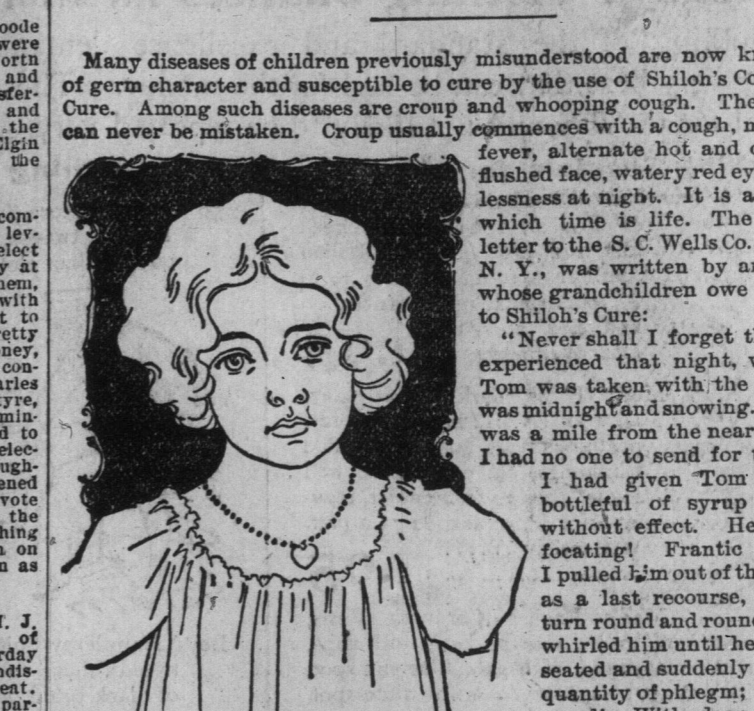 oode
were
ortn
and
sfer-
and
the
Elgin
the
com-
lev-
elect
y at
hem,
with
t to
retty
oney,
con-
arles
tyre,
min-
d to
elec-
ugh-
ened
vote
the
hing
n on
n as
T. J.
of
rday
ndis-
eat.
par-
Many diseases of children previously misunderstood are now k
of germ character and susceptible to cure by the use of Shiloh's Co
Cure. Among such diseases are croup and whooping cough. The
can never be mistaken. Croup usually commences with a cough,
fever, alternate hot and
flushed face, watery red ey
lessness at night. It is a
which time is life. The
letter to the S. C. Wells Co.
N. Y., was written by a
whose grandchildren owe
to Shiloh's Cure:
"Never shall I forget t
experienced that night,
Tom was taken with the
was midnight and snowing.
was a mile from the near
I had no one to send for
I had given Tom
bottleful of syrup
without effect. He
focating! Frantic
I pulled him out of th
as a last recourse,
turn round and round
whirled him until he
seated and suddenly
quantity of phlegm;